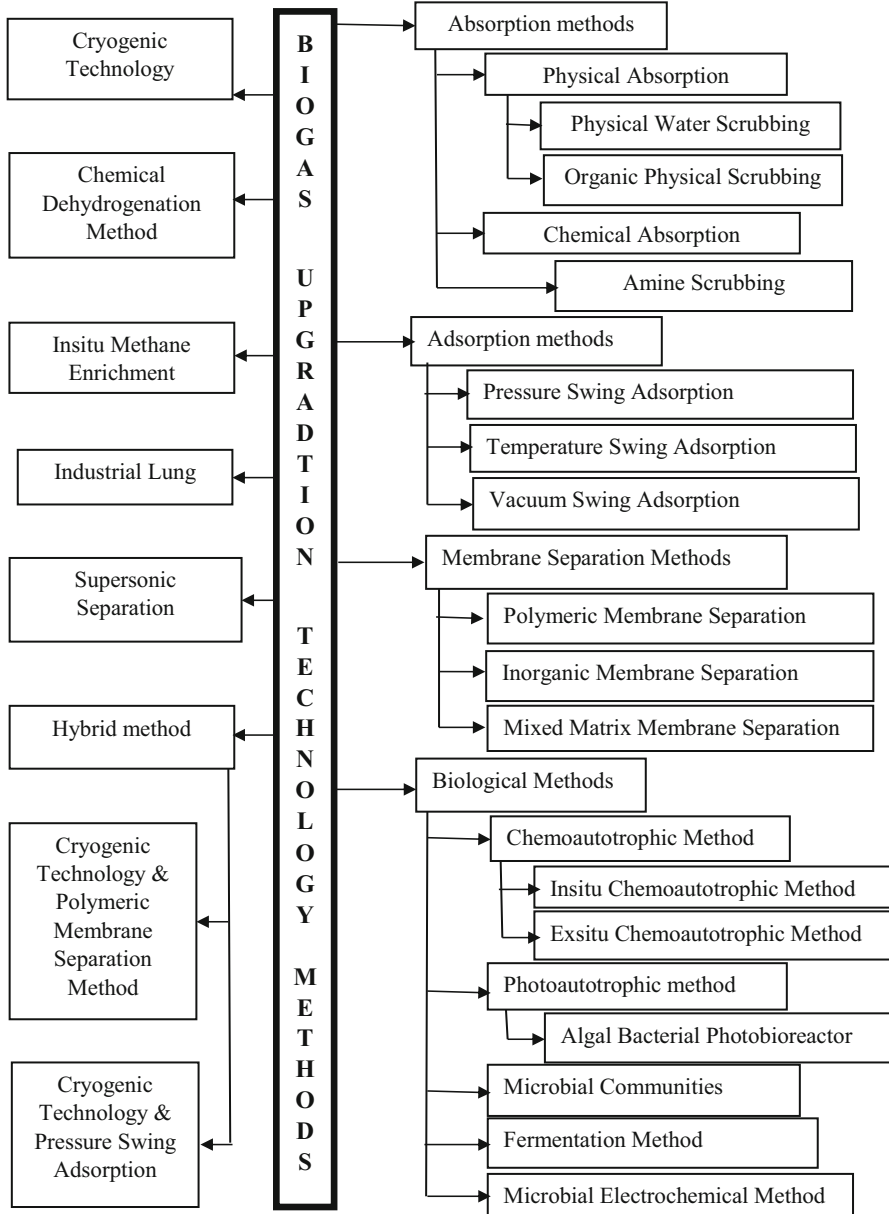 Cryogenic
Technology
Chemical
Dehydrogenation
Method
Insitu Methane
Enrichment
Industrial Lung
Supersonic
Separation
Hybrid method
Cryogenic
Technology &
Polymeric
Membrane
Separation
Method
Cryogenic
Technology &
Pressure Swing
Adsorption
BIOGAS UPGRADTION TECHNOLOGY METHODS
Absorption methods
Physical Absorption
Physical Water Scrubbing
Organic Physical Scrubbing
Chemical Absorption
Amine Scrubbing
Adsorption methods
Pressure Swing Adsorption
Temperature Swing Adsorption
Vacuum Swing Adsorption
Membrane Separation Methods
Polymeric Membrane Separation
Inorganic Membrane Separation
Mixed Matrix Membrane Separation
Biological Methods
Chemoautotrophic Method
Insitu Chemoautotrophic Method
Exsitu Chemoautotrophic Method
Photoautotrophic method
Algal Bacterial Photobioreactor
Microbial Communities
Fermentation Method
Microbial Electrochemical Method